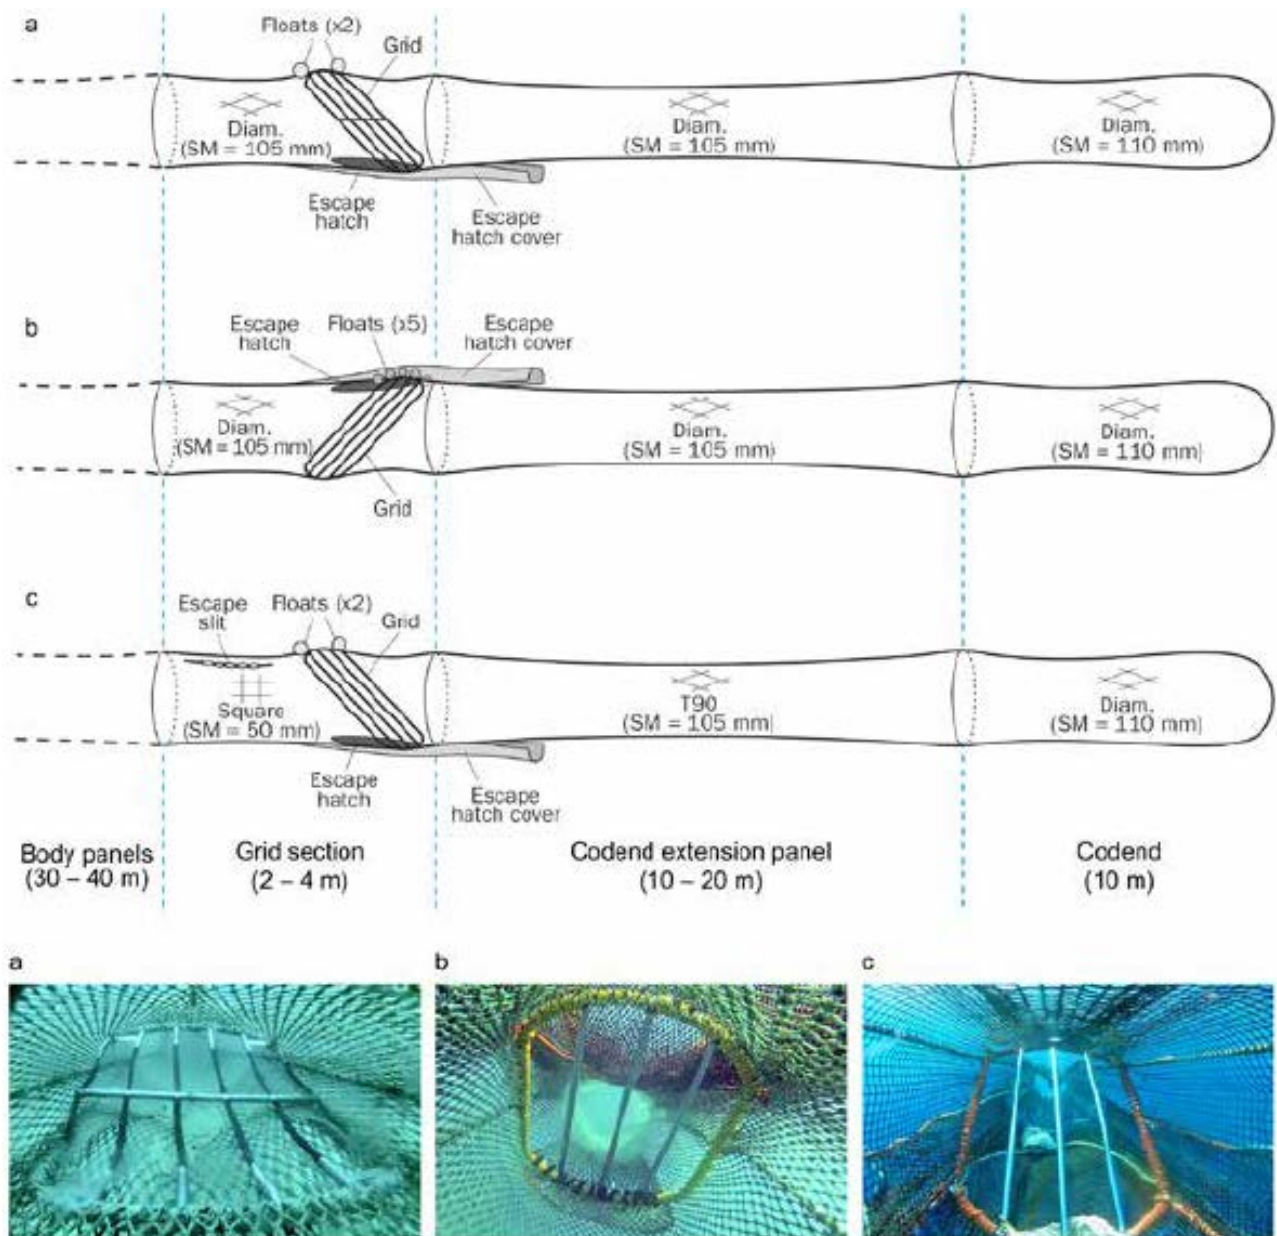 a
Floats (x2)
Grid
Diam.
(SM = 105 mm)
Diam.
(SM = 105 mm)
Diam.
(SM = 110 mm)
Escape
hatch
Escape
hatch cover
b
Escape
hatch
Floats (x5)
Escape
hatch cover
Diam.
(SM = 105 mm)
Diam.
(SM = 105 mm)
Diam.
(SM = 110 mm)
Grid
c
Escape
slit
Floats (x2)
Grid
Square
(SM = 50 mm)
T90
(SM = 105 mm)
Diam.
(SM = 110 mm)
Escape
hatch
Escape
hatch cover
Body panels
(30 – 40 m)
Grid section
(2 – 4 m)
Codend extension panel
(10 – 20 m)
Codend
(10 m)
a
b
c